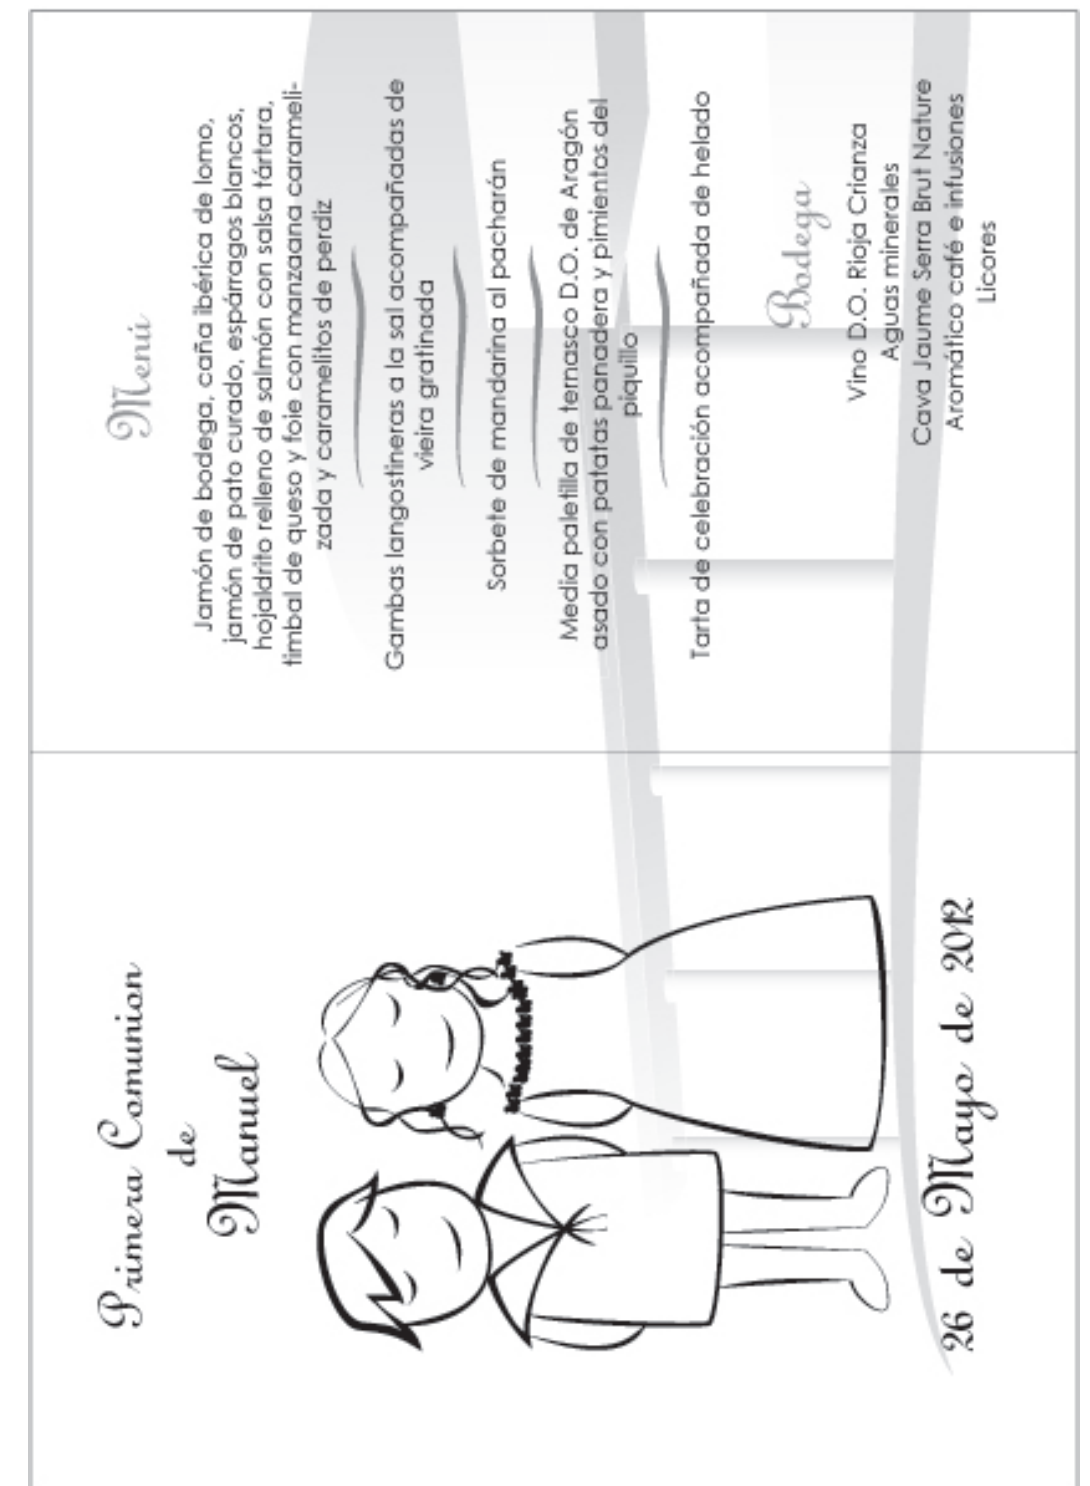 Primera Comunion
de
Manuel
26 de Mayo de 2012
Menú
Jamón de bodega, caña ibérica de lomo,
jamón de pato curado, espárragos blancos,
hojaldrito relleno de salmón con salsa tártara,
timbal de queso y foie con manzaana carameli-
zada y caramelitos de perdiz
Gambas langostineras a la sal acompañadas de
vieira gratinada
Sorbete de mandarina al pacharán
Media paletilla de ternasco D.O. de Aragón
asado con patatas panadera y pimientos del
piquillo
Tarta de celebración acompañada de helado
Bodega
Vino D.O. Rioja Crianza
Aguas minerales
Cava Jaume Serra Brut Nature
Aromático café e infusiones
Licores